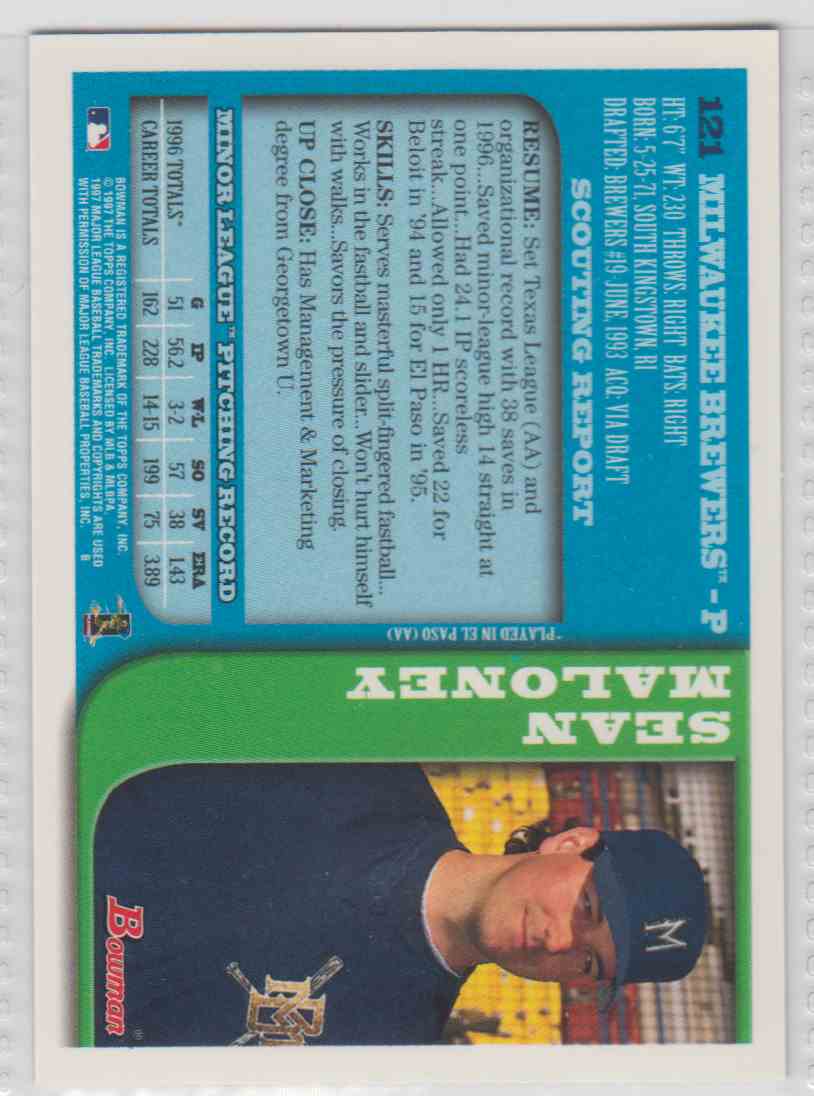 121 MILWAUKEE BREWERS™ - P
HT: 6'7" WT: 230 THROWS: RIGHT BATS: RIGHT
BORN: 5-25-71, SOUTH KINGSTOWN, RI
DRAFTED: BREWERS #19 JUNE, 1993 ACQ: VIA DRAFT
SCOUTING REPORT
RESUME: Set Texas League (AA) and
organizational record with 38 saves in
1996...Saved minor-league high 14 straight at
one point...Had 24.1 IP scoreless
streak...Allowed only 1 HR...Saved 22 for
Beloit in '94 and 15 for El Paso in '95.
SKILLS: Serves masterful split-fingered fastball...
Works in the fastball and slider...Won't hurt himself
with walks...Savors the pressure of closing.
UP CLOSE: Has Management & Marketing
degree from Georgetown U.
*PLAYED IN EL PASO (AA)
MINOR LEAGUE™ PITCHING RECORD
G IP W-L SO SV ERA
1996 TOTALS* 51 56.2 3-2 57 38 1.43
CAREER TOTALS 162 228 14-15 199 75 3.89
BOWMAN IS A REGISTERED TRADEMARK OF THE TOPPS COMPANY, INC.
© 1997 THE TOPPS COMPANY, INC. LICENSED BY MLB & MLBPA.
1997 MAJOR LEAGUE BASEBALL TRADEMARKS AND COPYRIGHTS ARE USED
WITH PERMISSION OF MAJOR LEAGUE BASEBALL PROPERTIES, INC. B
SEAN
MALONEY
M
MB
Bowman®